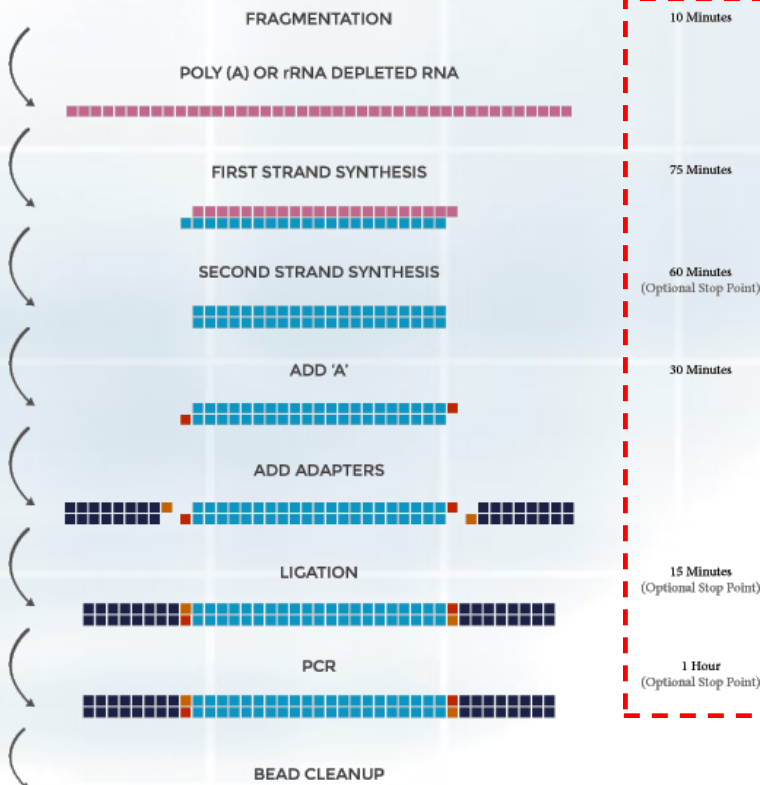 FRAGMENTATION
10 Minutes
POLY (A) OR rRNA DEPLETED RNA
FIRST STRAND SYNTHESIS
75 Minutes
SECOND STRAND SYNTHESIS
60 Minutes
(Optional Stop Point)
ADD 'A'
30 Minutes
ADD ADAPTERS
LIGATION
15 Minutes
(Optional Stop Point)
PCR
1 Hour
(Optional Stop Point)
BEAD CLEANUP